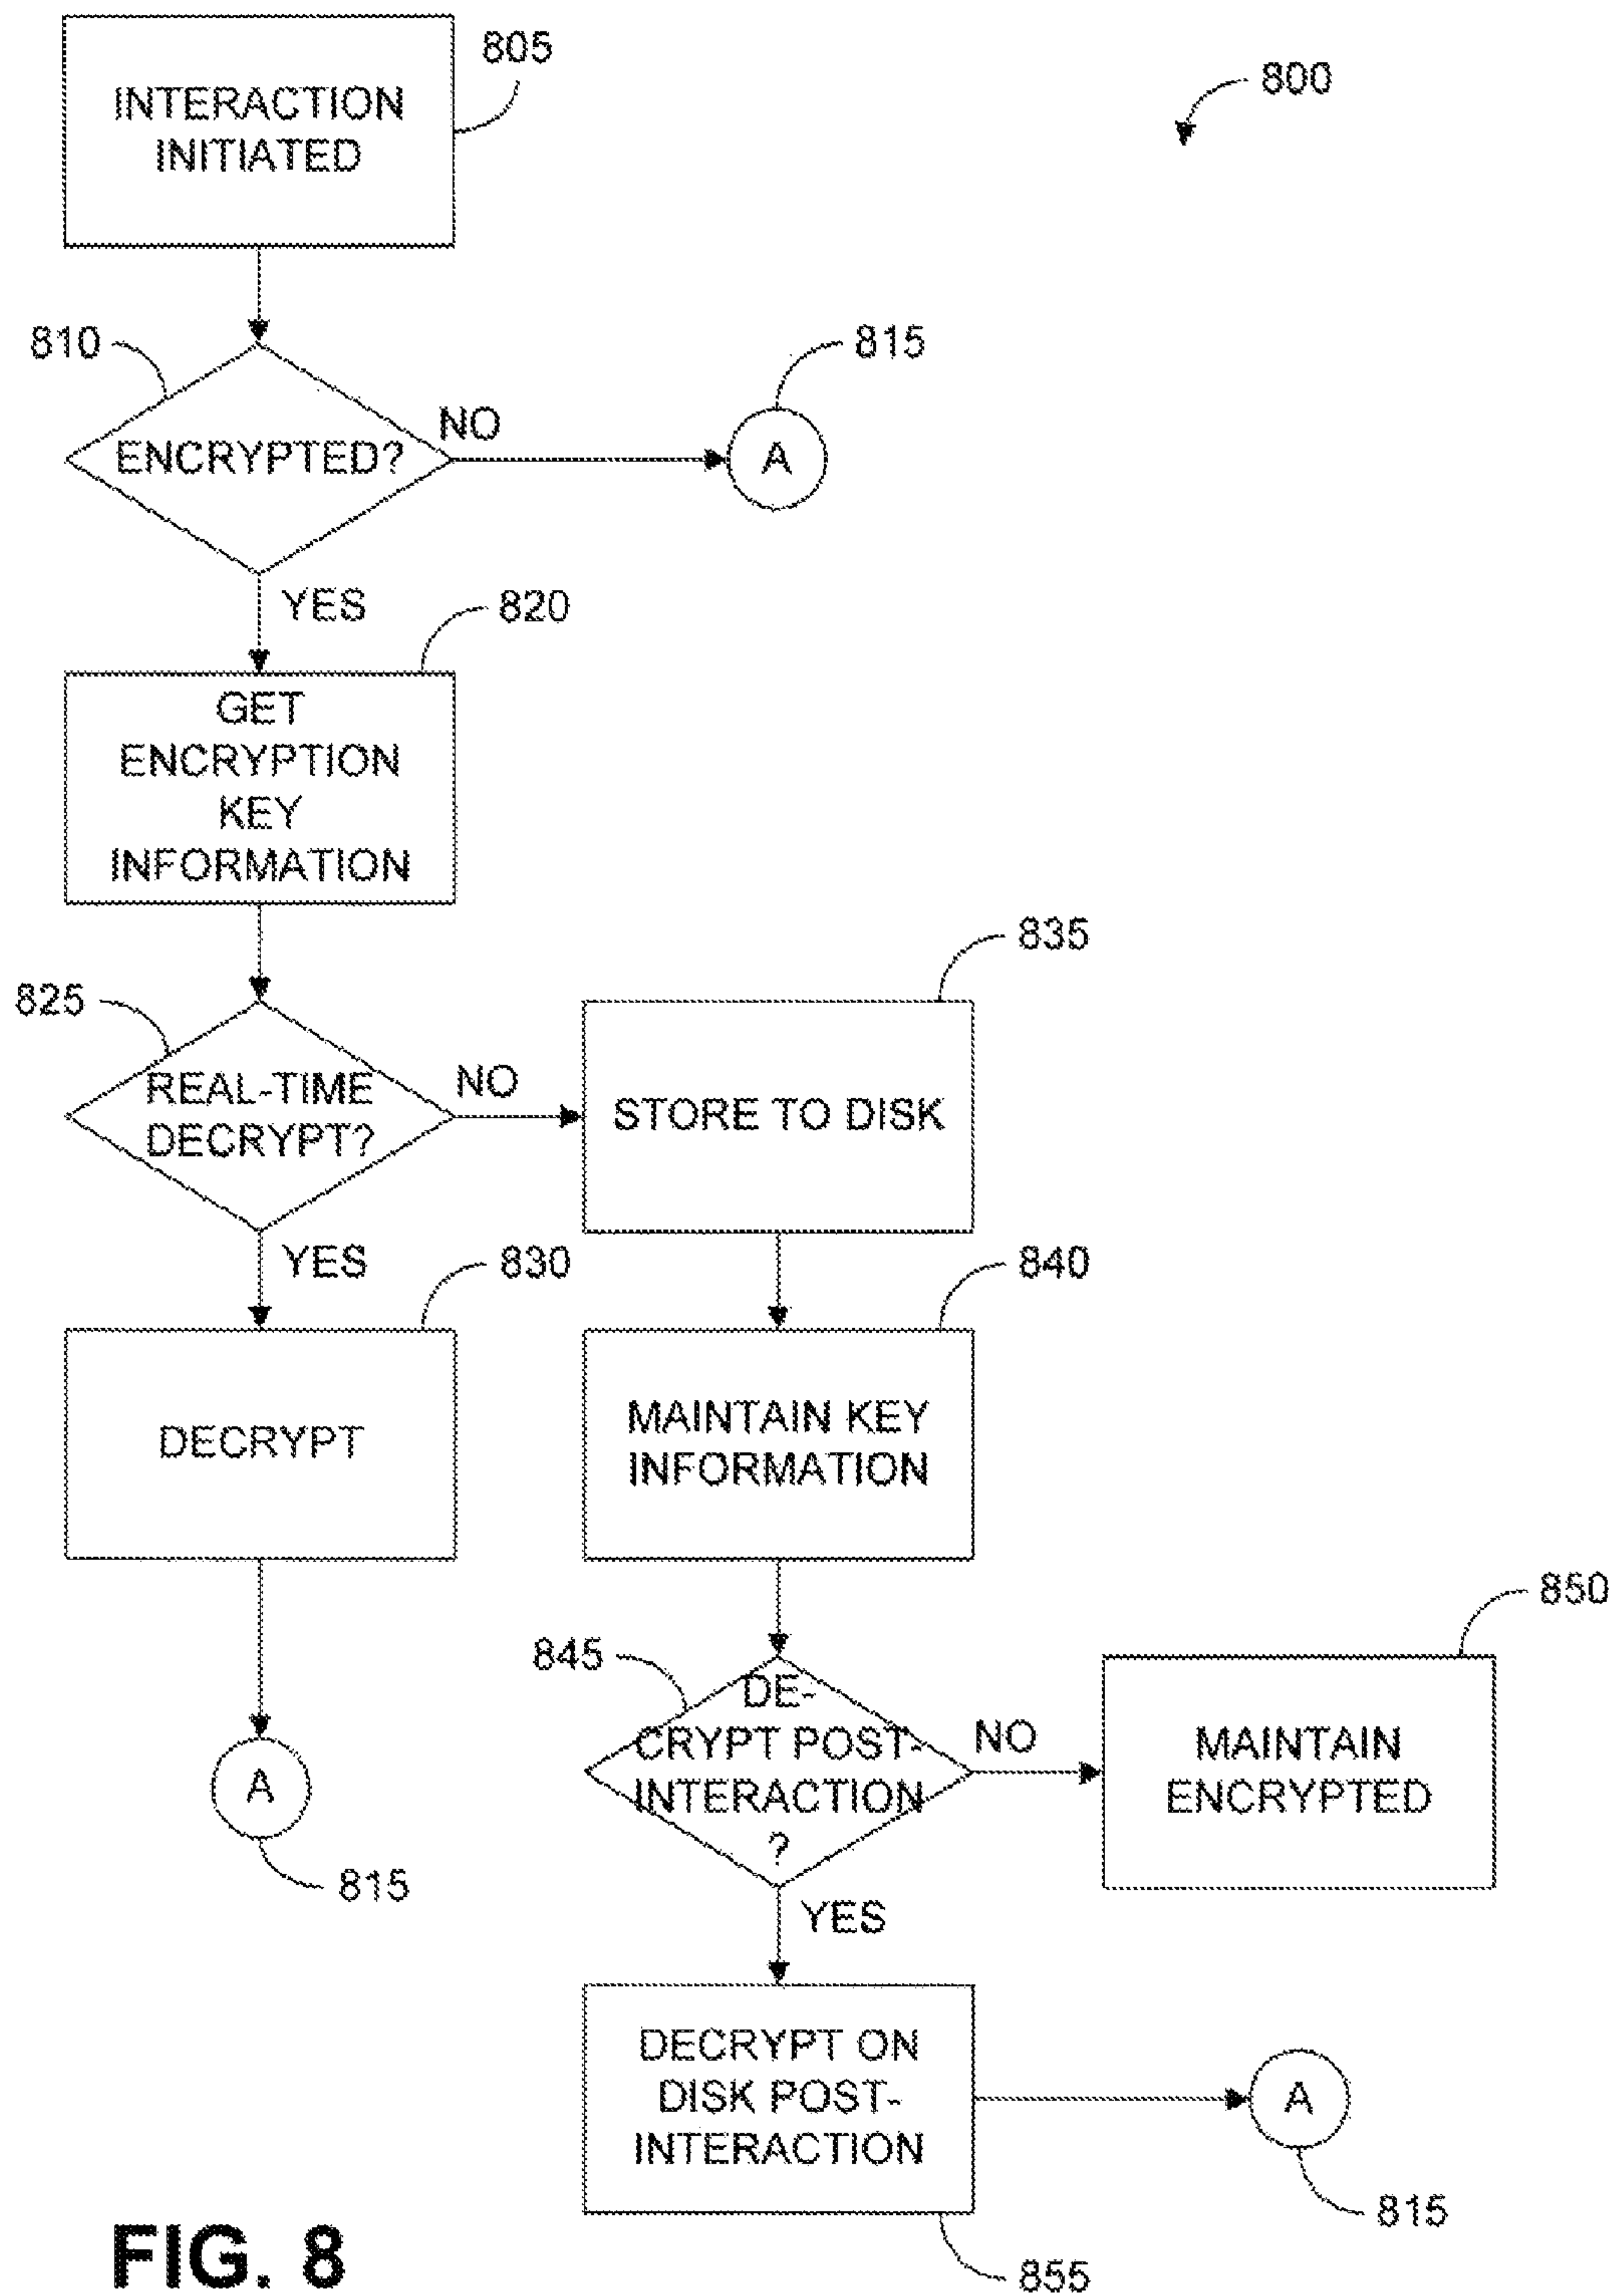 805
INTERACTION
INITIATED
800
810
815
ENCRYPTED?
NO
A
YES
820
GET
ENCRYPTION
KEY
INFORMATION
835
825
REAL-TIME
DECRYPT?
NO
STORE TO DISK
YES
830
840
DECRYPT
MAINTAIN KEY
INFORMATION
850
845
DE-
CRYPT POST-
INTERACTION
?
NO
MAINTAIN
ENCRYPTED
A
815
YES
DECRYPT ON
DISK POST-
INTERACTION
A
815
855
FIG. 8